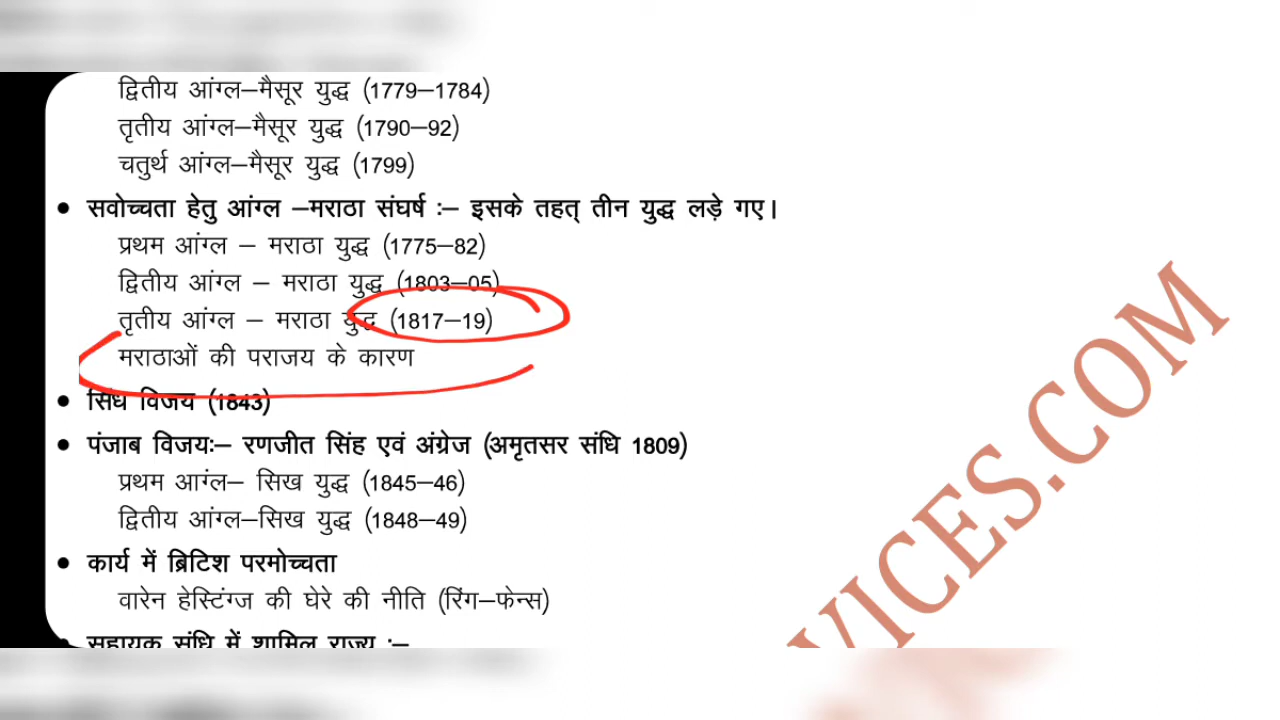 द्वितीय आंग्ल–मैसूर युद्ध (1779–1784)
तृतीय आंग्ल–मैसूर युद्ध (1790–92)
चतुर्थ आंग्ल–मैसूर युद्ध (1799)
• सवोच्चता हेतु आंग्ल –मराठा संघर्ष :– इसके तहत् तीन युद्ध लड़े गए।
प्रथम आंग्ल – मराठा युद्ध (1775–82)
द्वितीय आंग्ल – मराठा युद्ध (1803–05)
तृतीय आंग्ल – मराठा युद्ध (1817–19)
मराठाओं की पराजय के कारण
• सिंध विजय (1843)
• पंजाब विजयः– रणजीत सिंह एवं अंग्रेज (अमृतसर संधि 1809)
प्रथम आंग्ल– सिख युद्ध (1845–46)
द्वितीय आंग्ल–सिख युद्ध (1848–49)
• कार्य में ब्रिटिश परमोच्चता
वारेन हेस्टिंग्ज की घेरे की नीति (रिंग–फेन्स)
• सहायक संधि में शामिल राज्य :–
VICES.COM